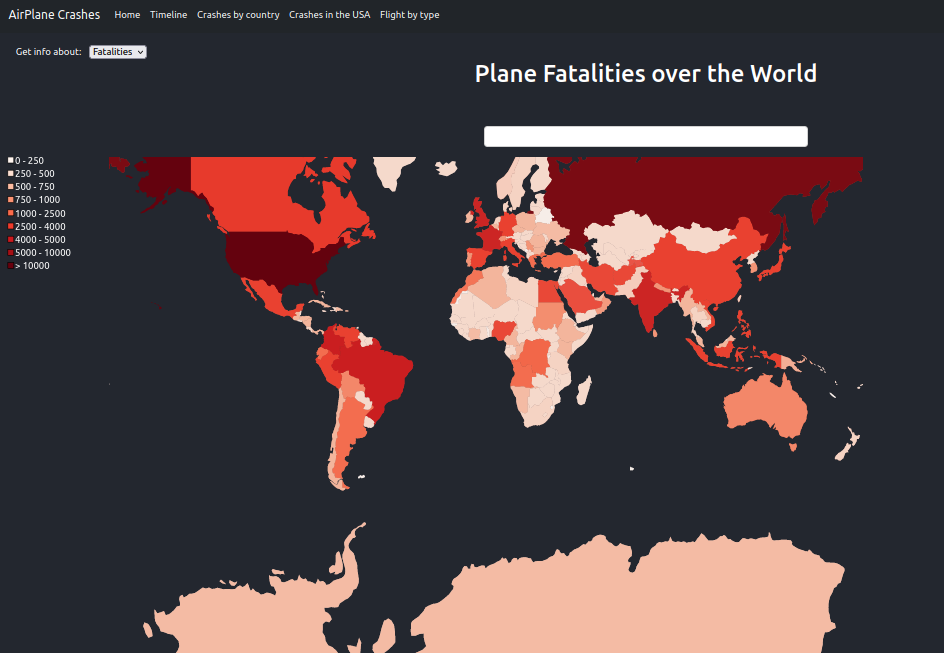 AirPlane Crashes Home Timeline Crashes by country Crashes in the USA Flight by type
Get info about: Fatalities
Plane Fatalities over the World
0 - 250
250 - 500
500 - 750
750 - 1000
1000 - 2500
2500 - 4000
4000 - 5000
5000 - 10000
> 10000